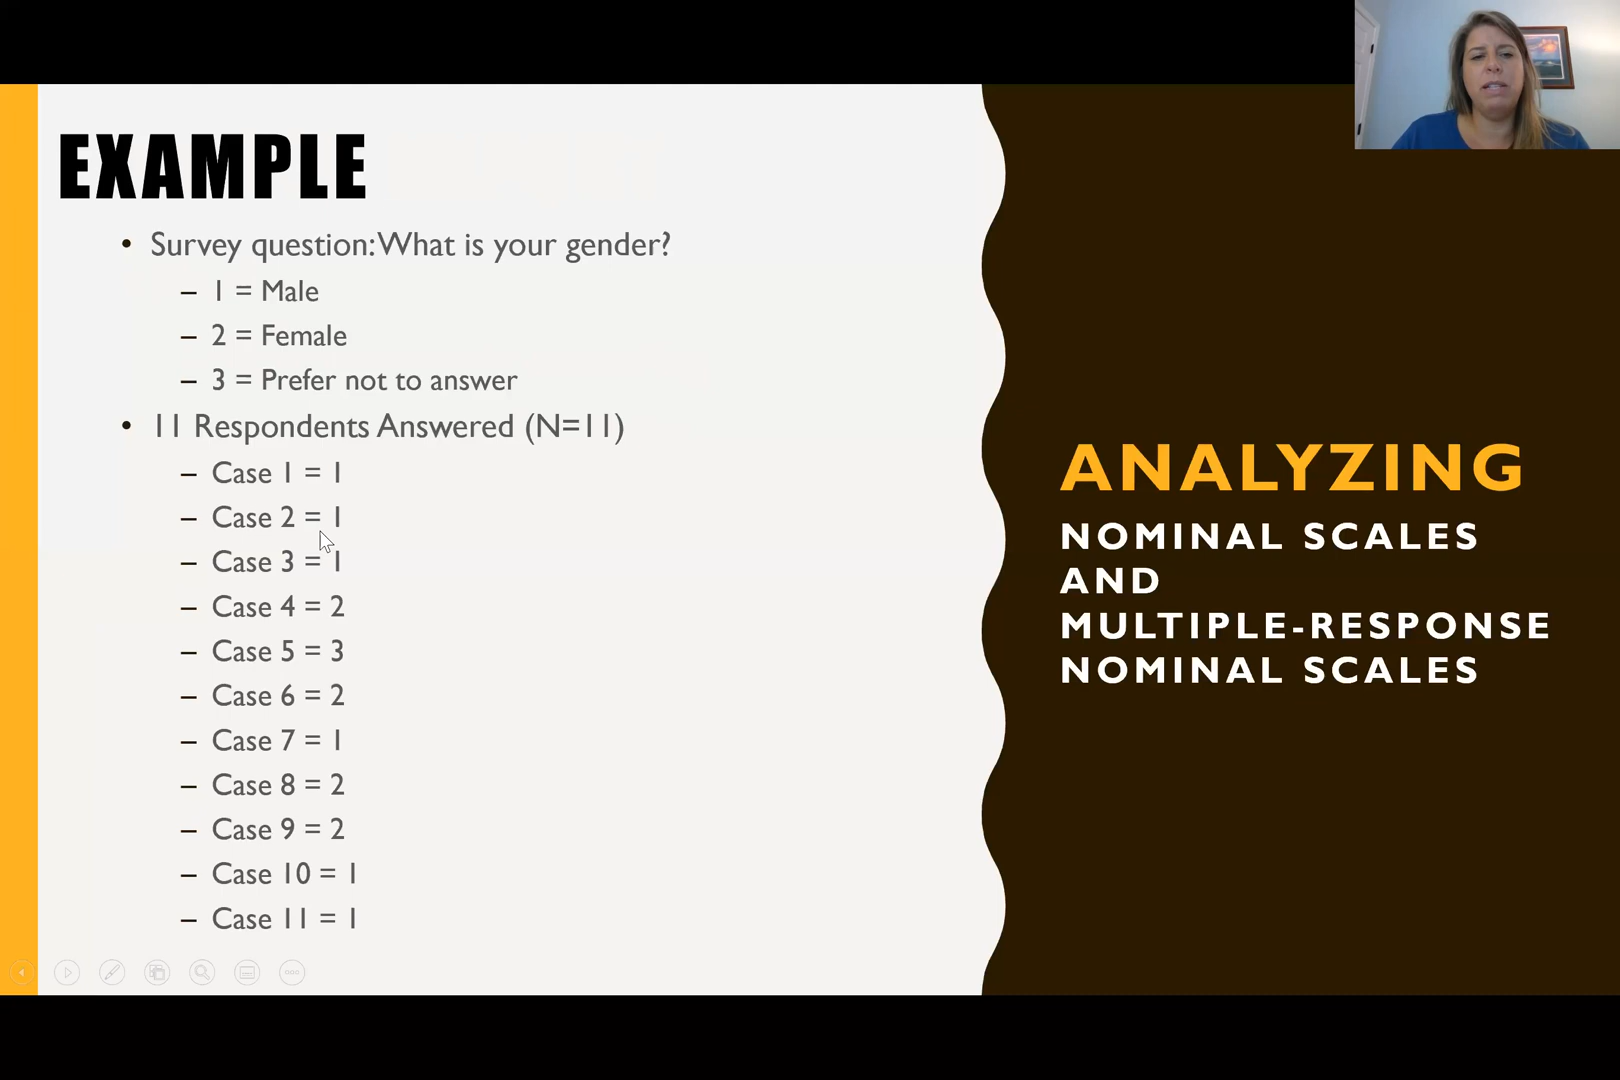 EXAMPLE
• Survey question: What is your gender?
– 1 = Male
– 2 = Female
– 3 = Prefer not to answer
• 11 Respondents Answered (N=11)
– Case 1 = 1
– Case 2 = 1
– Case 3 = 1
– Case 4 = 2
– Case 5 = 3
– Case 6 = 2
– Case 7 = 1
– Case 8 = 2
– Case 9 = 2
– Case 10 = 1
– Case 11 = 1
ANALYZING
NOMINAL SCALES
AND
MULTIPLE-RESPONSE
NOMINAL SCALES